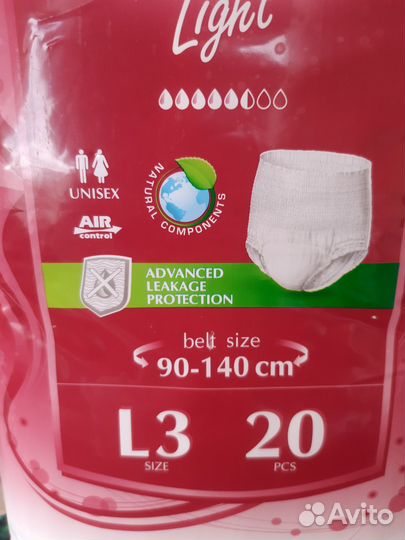 Light
UNISEX
AIR
control
NATURAL COMPONENTS
ADVANCED
LEAKAGE
PROTECTION
belt size
90-140 cm
L3
SIZE
20
PCS
Avito